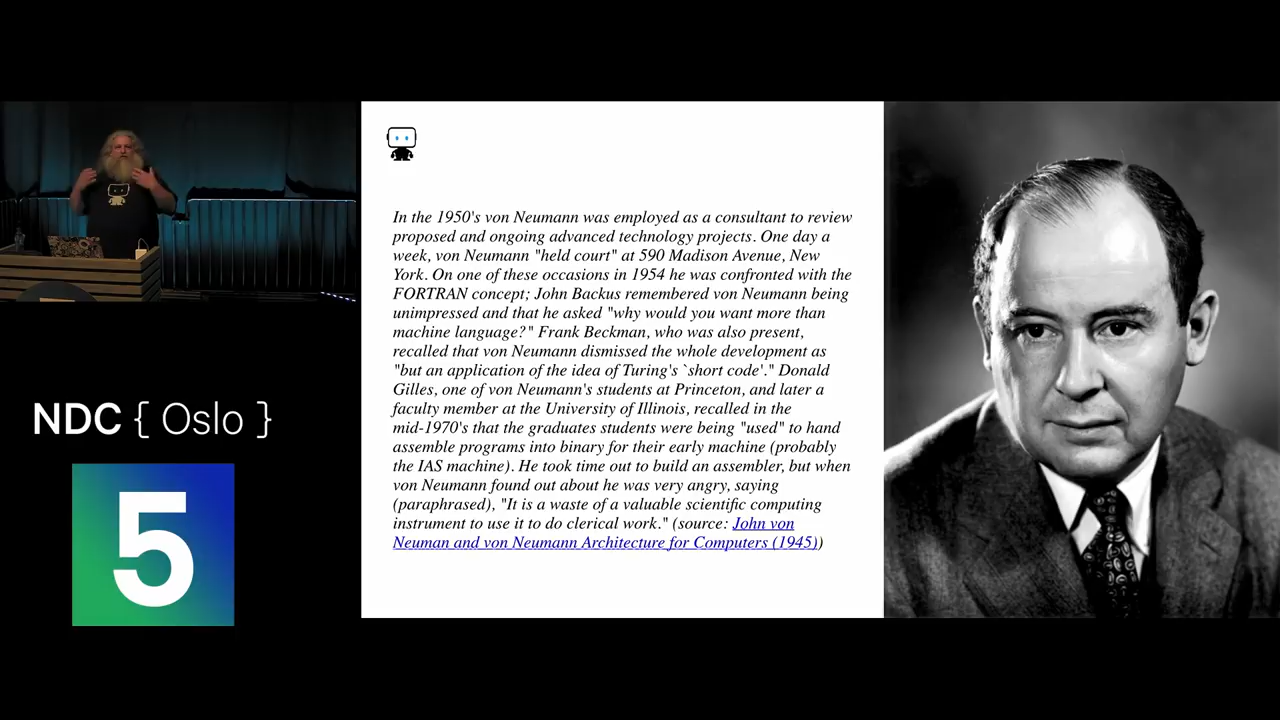 In the 1950's von Neumann was employed as a consultant to review
proposed and ongoing advanced technology projects. One day a
week, von Neumann "held court" at 590 Madison Avenue, New
York. On one of these occasions in 1954 he was confronted with the
FORTRAN concept; John Backus remembered von Neumann being
unimpressed and that he asked "why would you want more than
machine language?" Frank Beckman, who was also present,
recalled that von Neumann dismissed the whole development as
"but an application of the idea of Turing's `short code'." Donald
Gilles, one of von Neumann's students at Princeton, and later a
faculty member at the University of Illinois, recalled in the
mid-1970's that the graduates students were being "used" to hand
assemble programs into binary for their early machine (probably
the IAS machine). He took time out to build an assembler, but when
von Neumann found out about he was very angry, saying
(paraphrased), "It is a waste of a valuable scientific computing
instrument to use it to do clerical work." (source: John von
Neuman and von Neumann Architecture for Computers (1945))
NDC { Oslo }
5